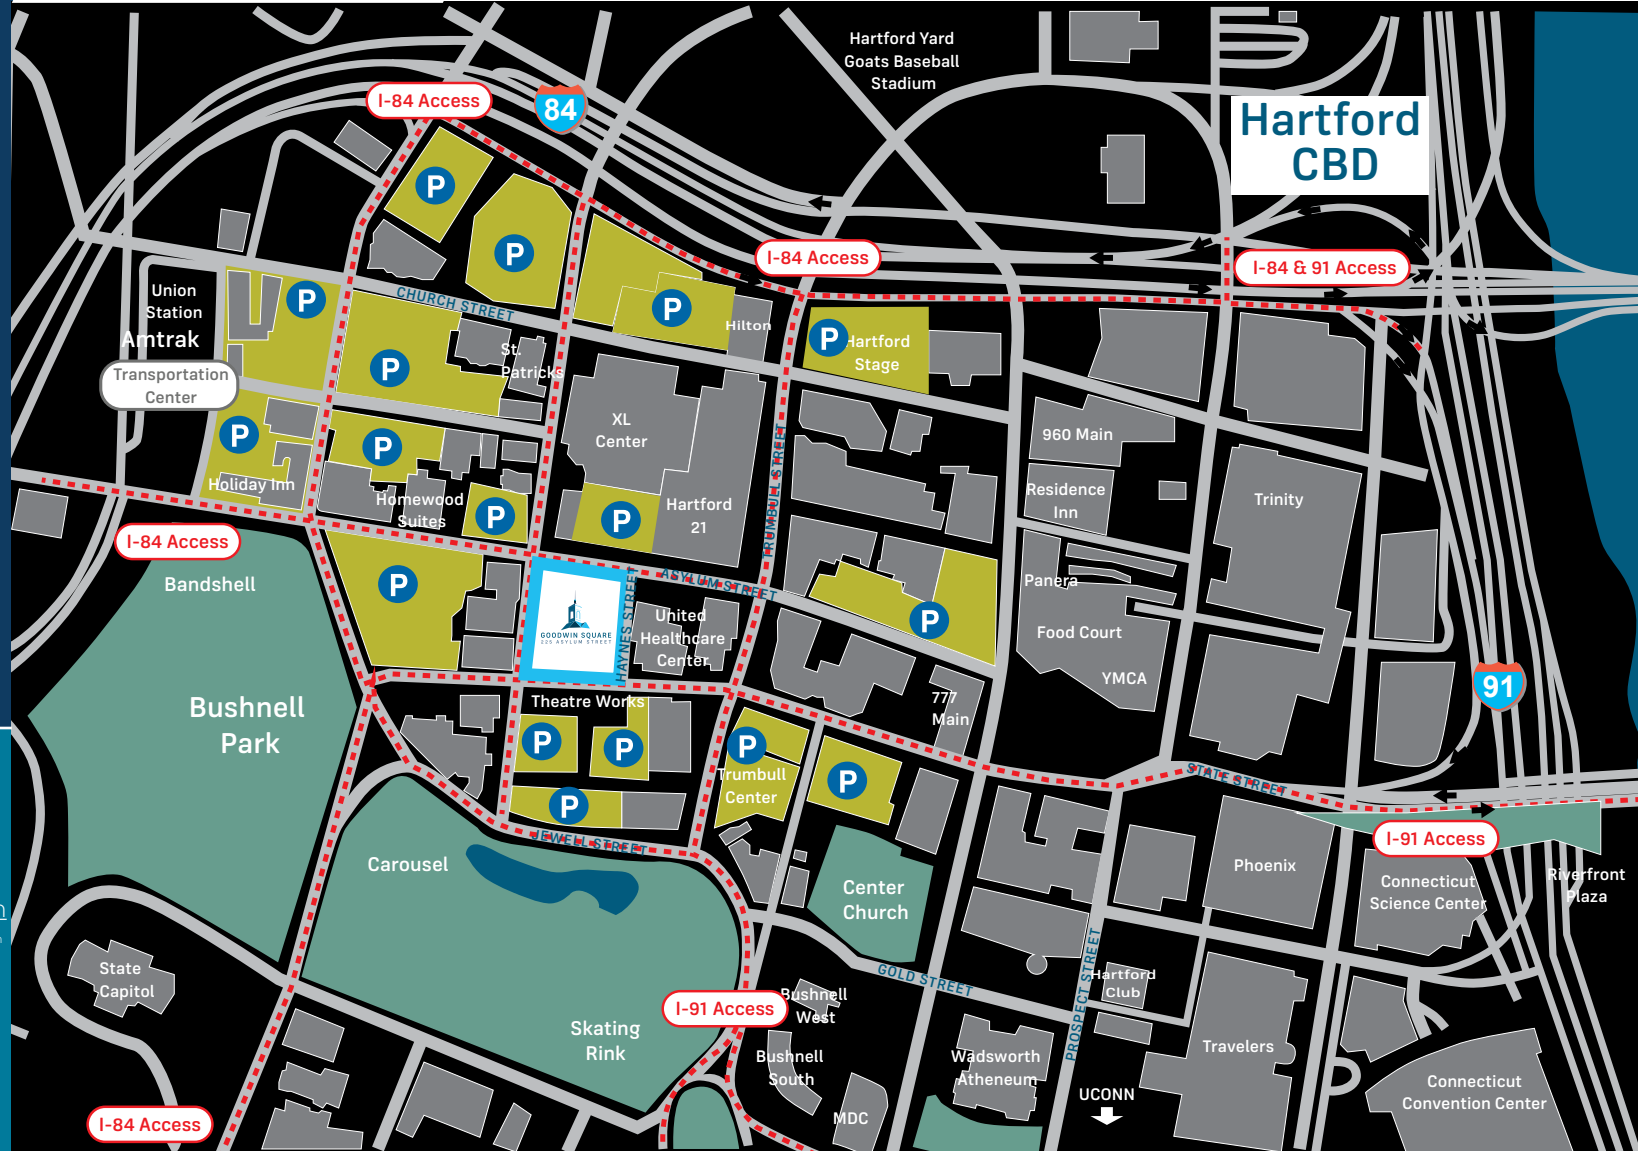 Hartford Yard
Goats Baseball
Stadium
I-84 Access
84
Hartford
CBD
P
P
I-84 Access
I-84 & 91 Access
Union
Station
Amtrak
P
CHURCH STREET
P
Hilton
P
Hartford
Stage
St.
Patricks
P
Transportation
Center
XL
Center
960 Main
P
P
TRUMBULL STREET
Holiday Inn
Homewood
Suites
P
P
Hartford
21
Residence
Inn
Trinity
I-84 Access
Bandshell
P
ASYLUM STREET
Panera
GOODWIN SQUARE
225 ASYLUM STREET
HAYNES STREET
United
Healthcare
Center
P
Food Court
YMCA
91
Bushnell
Park
Theatre Works
777
Main
P
P
P
Trumbull
Center
P
P
STATE STREET
JEWELL STREET
I-91 Access
Carousel
Center
Church
Phoenix
Connecticut
Science Center
Riverfront
Plaza
State
Capitol
GOLD STREET
PROSPECT STREET
Hartford
Club
I-91 Access
Bushnell
West
Skating
Rink
Bushnell
South
Wadsworth
Atheneum
Travelers
UCONN
Connecticut
Convention Center
MDC
I-84 Access